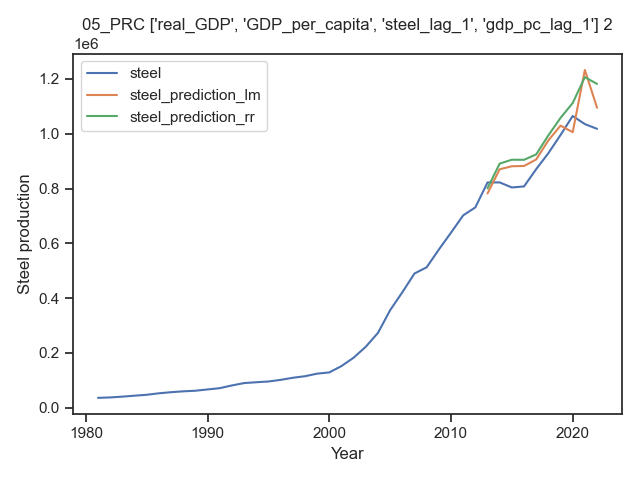 05_PRC ['real_GDP', 'GDP_per_capita', 'steel_lag_1', 'gdp_pc_lag_1'] 2
1e6
steel
steel_prediction_lm
steel_prediction_rr
1.2
1.0
0.8
0.6
0.4
0.2
0.0
Steel production
1980
1990
2000
2010
2020
Year